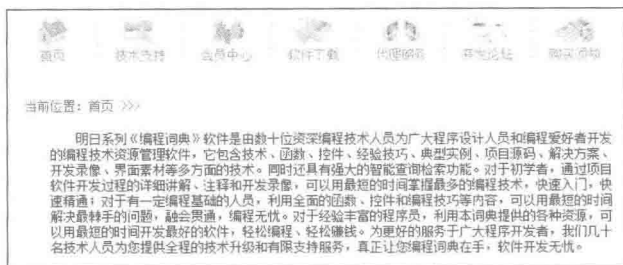 首页 技术支持 会员中心 软件下载 代理服务 开发论坛 购买须知
当前位置：首页 >>>
明日系列《编程词典》软件是由数十位资深编程技术人员为广大程序设计人员和编程爱好者开发
的编程技术资源管理软件，它包含技术、函数、控件、经验技巧、典型实例、项目源码、解决方案、
开发录像、界面素材等多方面的技术。同时还具有强大的智能查询检索功能。对于初学者，通过项目
软件开发过程的详细讲解、注释和开发录像，可以用最短的时间掌握最多的编程技术，快速入门，快
速精通；对于有一定编程基础的人员，利用全面的函数、控件和编程技巧等内容，可以用最短的时间
解决最棘手的问题，融会贯通，编程无忧。对于经验丰富的程序员，利用本词典提供的各种资源，可
以用最短的时间开发最好的软件，轻松编程、轻松赚钱。为更好的服务于广大程序开发者，我们几十
名技术人员为您提供全程的技术升级和有限支持服务，真正让您编程词典在手，软件开发无忧。